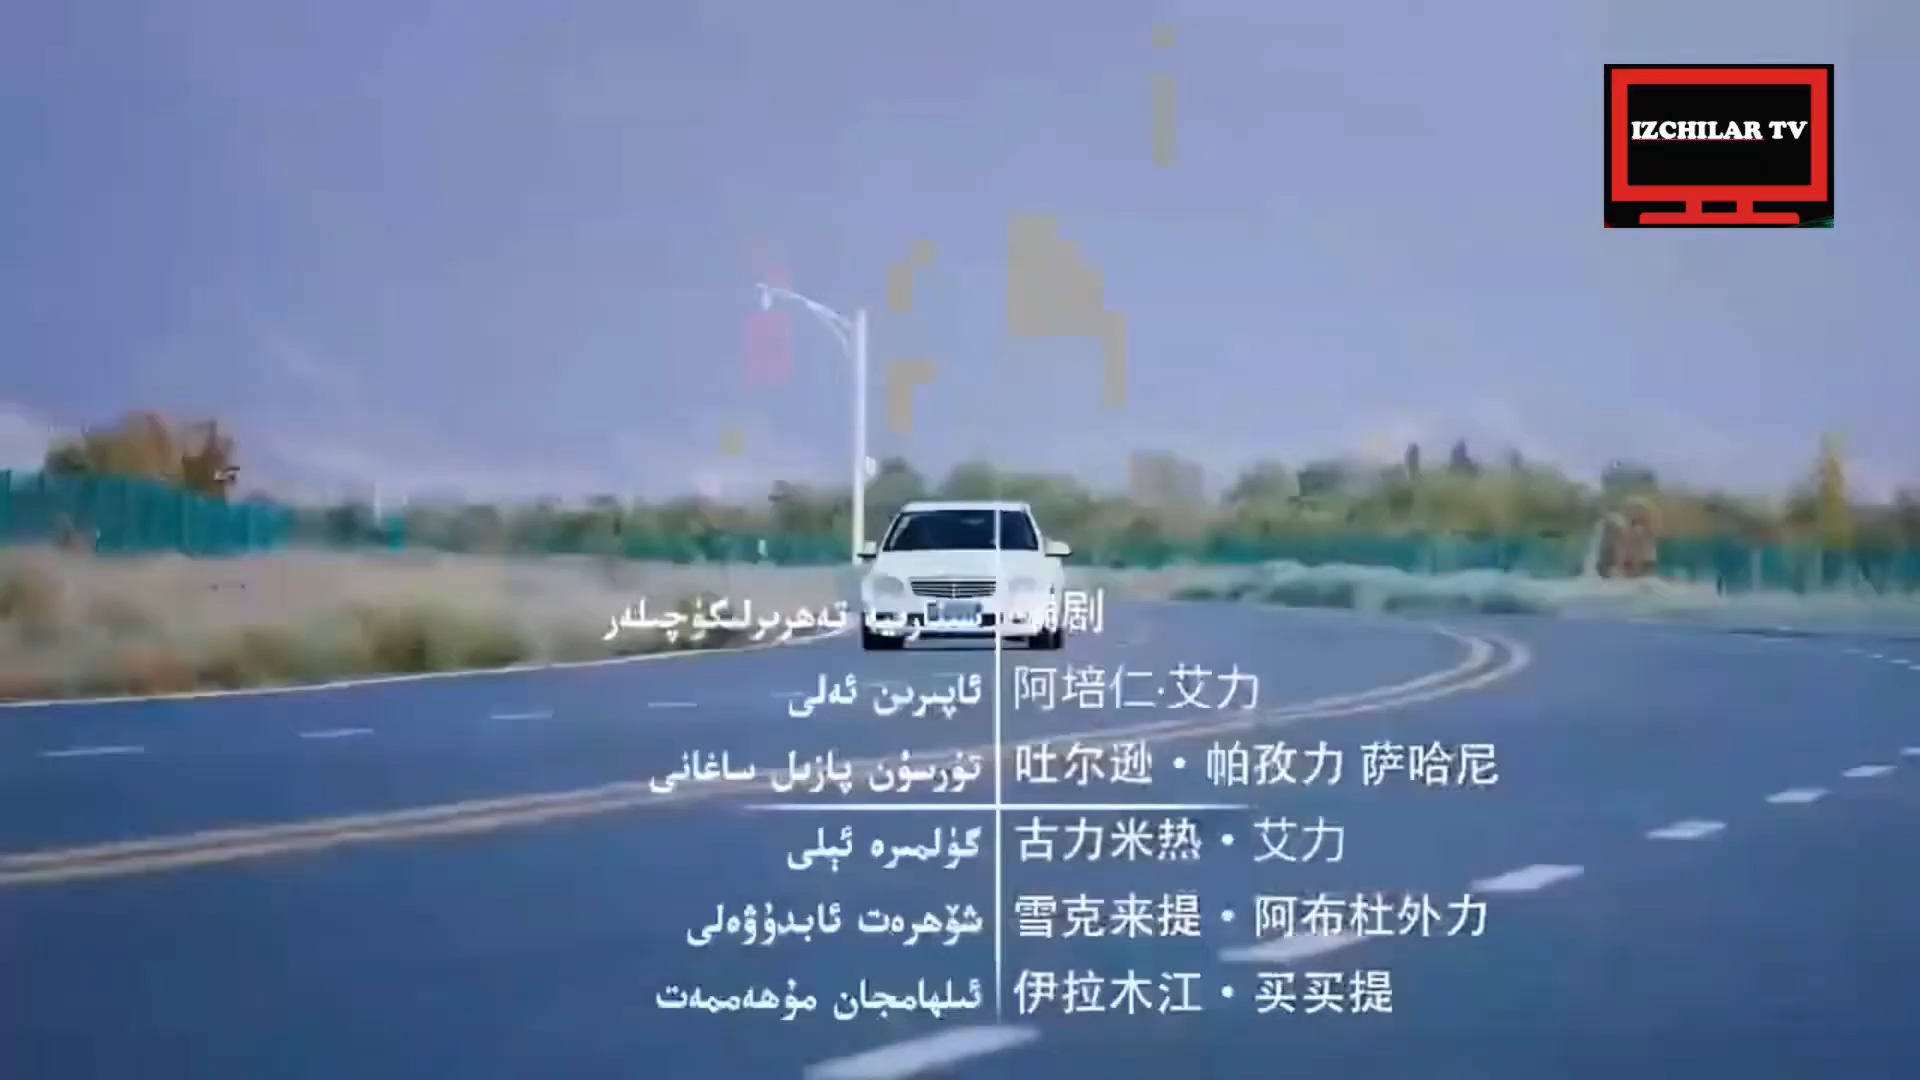 IZCHILAR TV
تەھرىرلىگۈچىلەر 剧
ئاپىرىن ئەلى 阿培仁·艾力
تۇرسۇن پازىل ساغانى 吐尔逊·帕孜力 萨哈尼
گۈلمىرە ئېلى 古力米热·艾力
شۆھرەت ئابدۇۋەلى 雪克来提·阿布杜外力
ئىلھامجان مۇھەممەت 伊拉木江·买买提